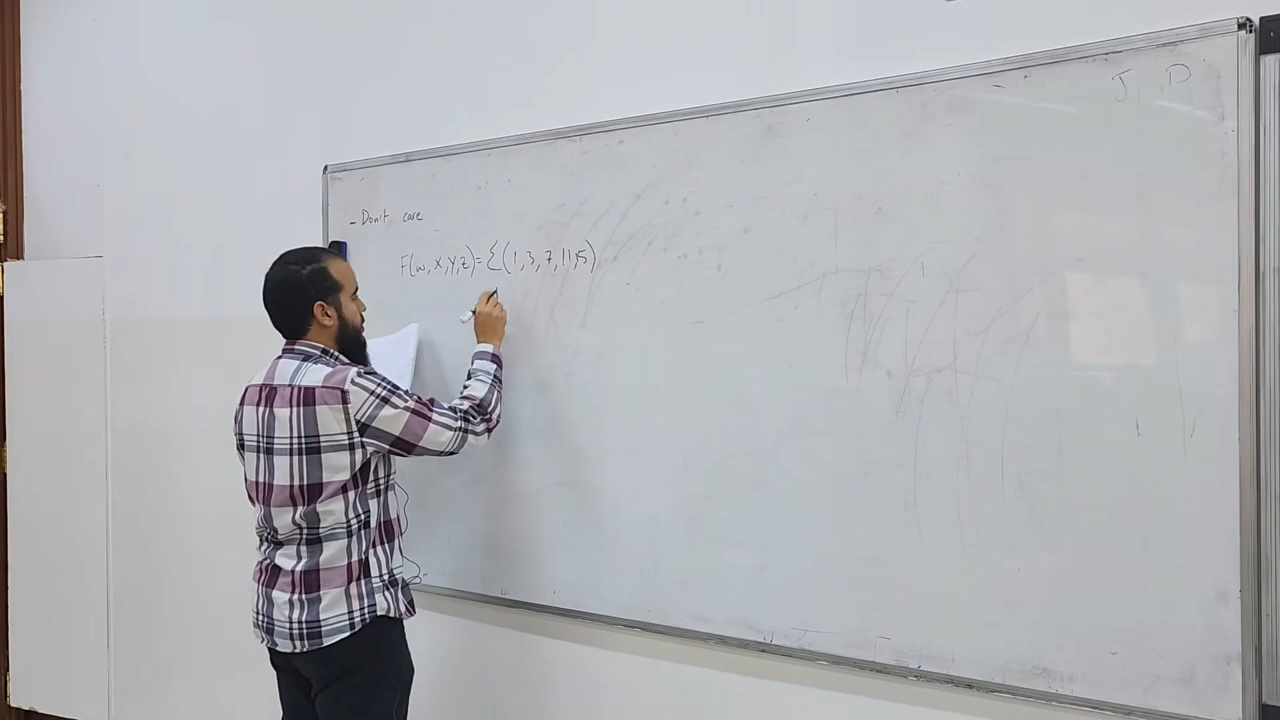 J D
- Don't care
F(w,x,y,z)=Σ(1,3,7,11,15)